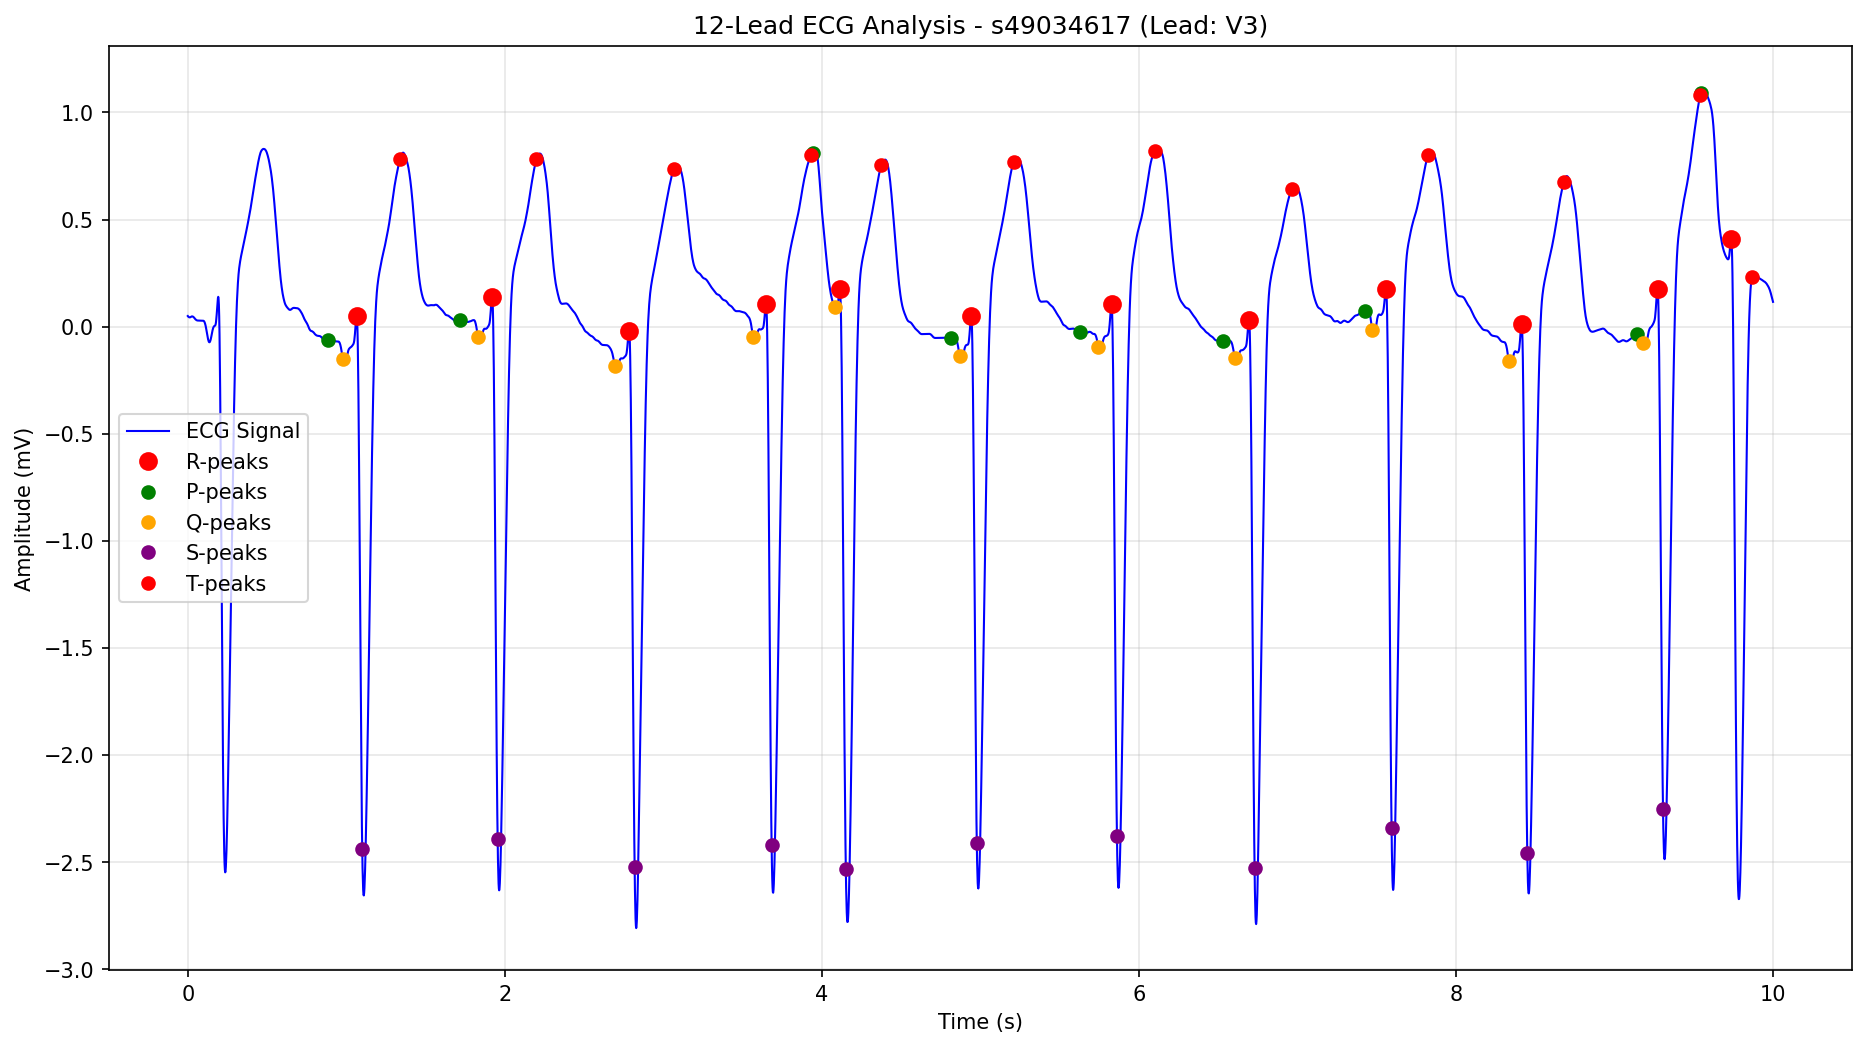 12-Lead ECG Analysis - s49034617 (Lead: V3)
Amplitude (mV)
1.0
0.5
0.0
−0.5
−1.0
−1.5
−2.0
−2.5
−3.0
ECG Signal
R-peaks
P-peaks
Q-peaks
S-peaks
T-peaks
0 2 4 6 8 10
Time (s)